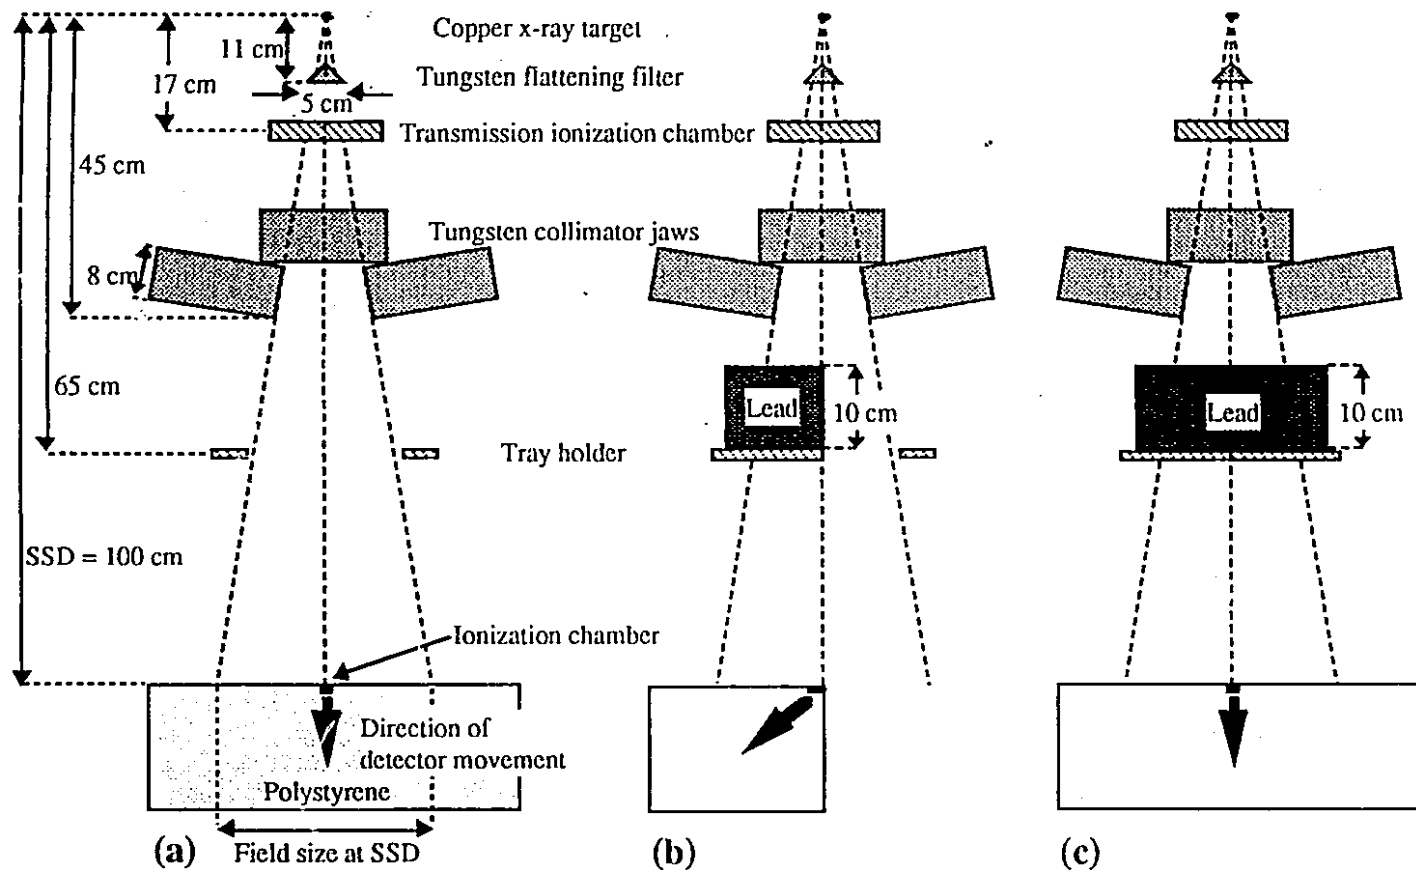 Copper x-ray target
11 cm
Tungsten flattening filter
17 cm
5 cm
Transmission ionization chamber
45 cm
Tungsten collimator jaws
8 cm
65 cm
Lead
10 cm
Lead
10 cm
Tray holder
SSD = 100 cm
Ionization chamber
Direction of
detector movement
Polystyrene
(a)
Field size at SSD
(b)
(c)